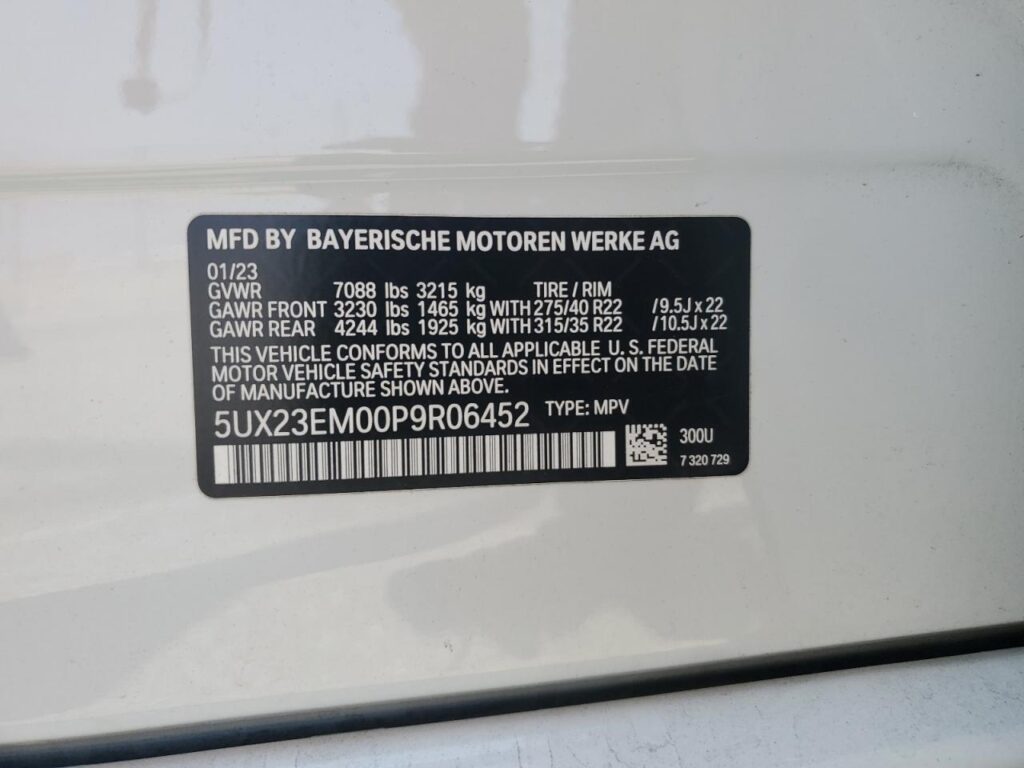 MFD BY BAYERISCHE MOTOREN WERKE AG
01/23
GVWR 7088 lbs 3215 kg TIRE / RIM
GAWR FRONT 3230 lbs 1465 kg WITH 275/40 R22 /9.5J x 22
GAWR REAR 4244 lbs 1925 kg WITH 315/35 R22 /10.5J x 22
THIS VEHICLE CONFORMS TO ALL APPLICABLE U. S. FEDERAL
MOTOR VEHICLE SAFETY STANDARDS IN EFFECT ON THE DATE
OF MANUFACTURE SHOWN ABOVE.
5UX23EM00P9R06452 TYPE: MPV
300U
7 320 729